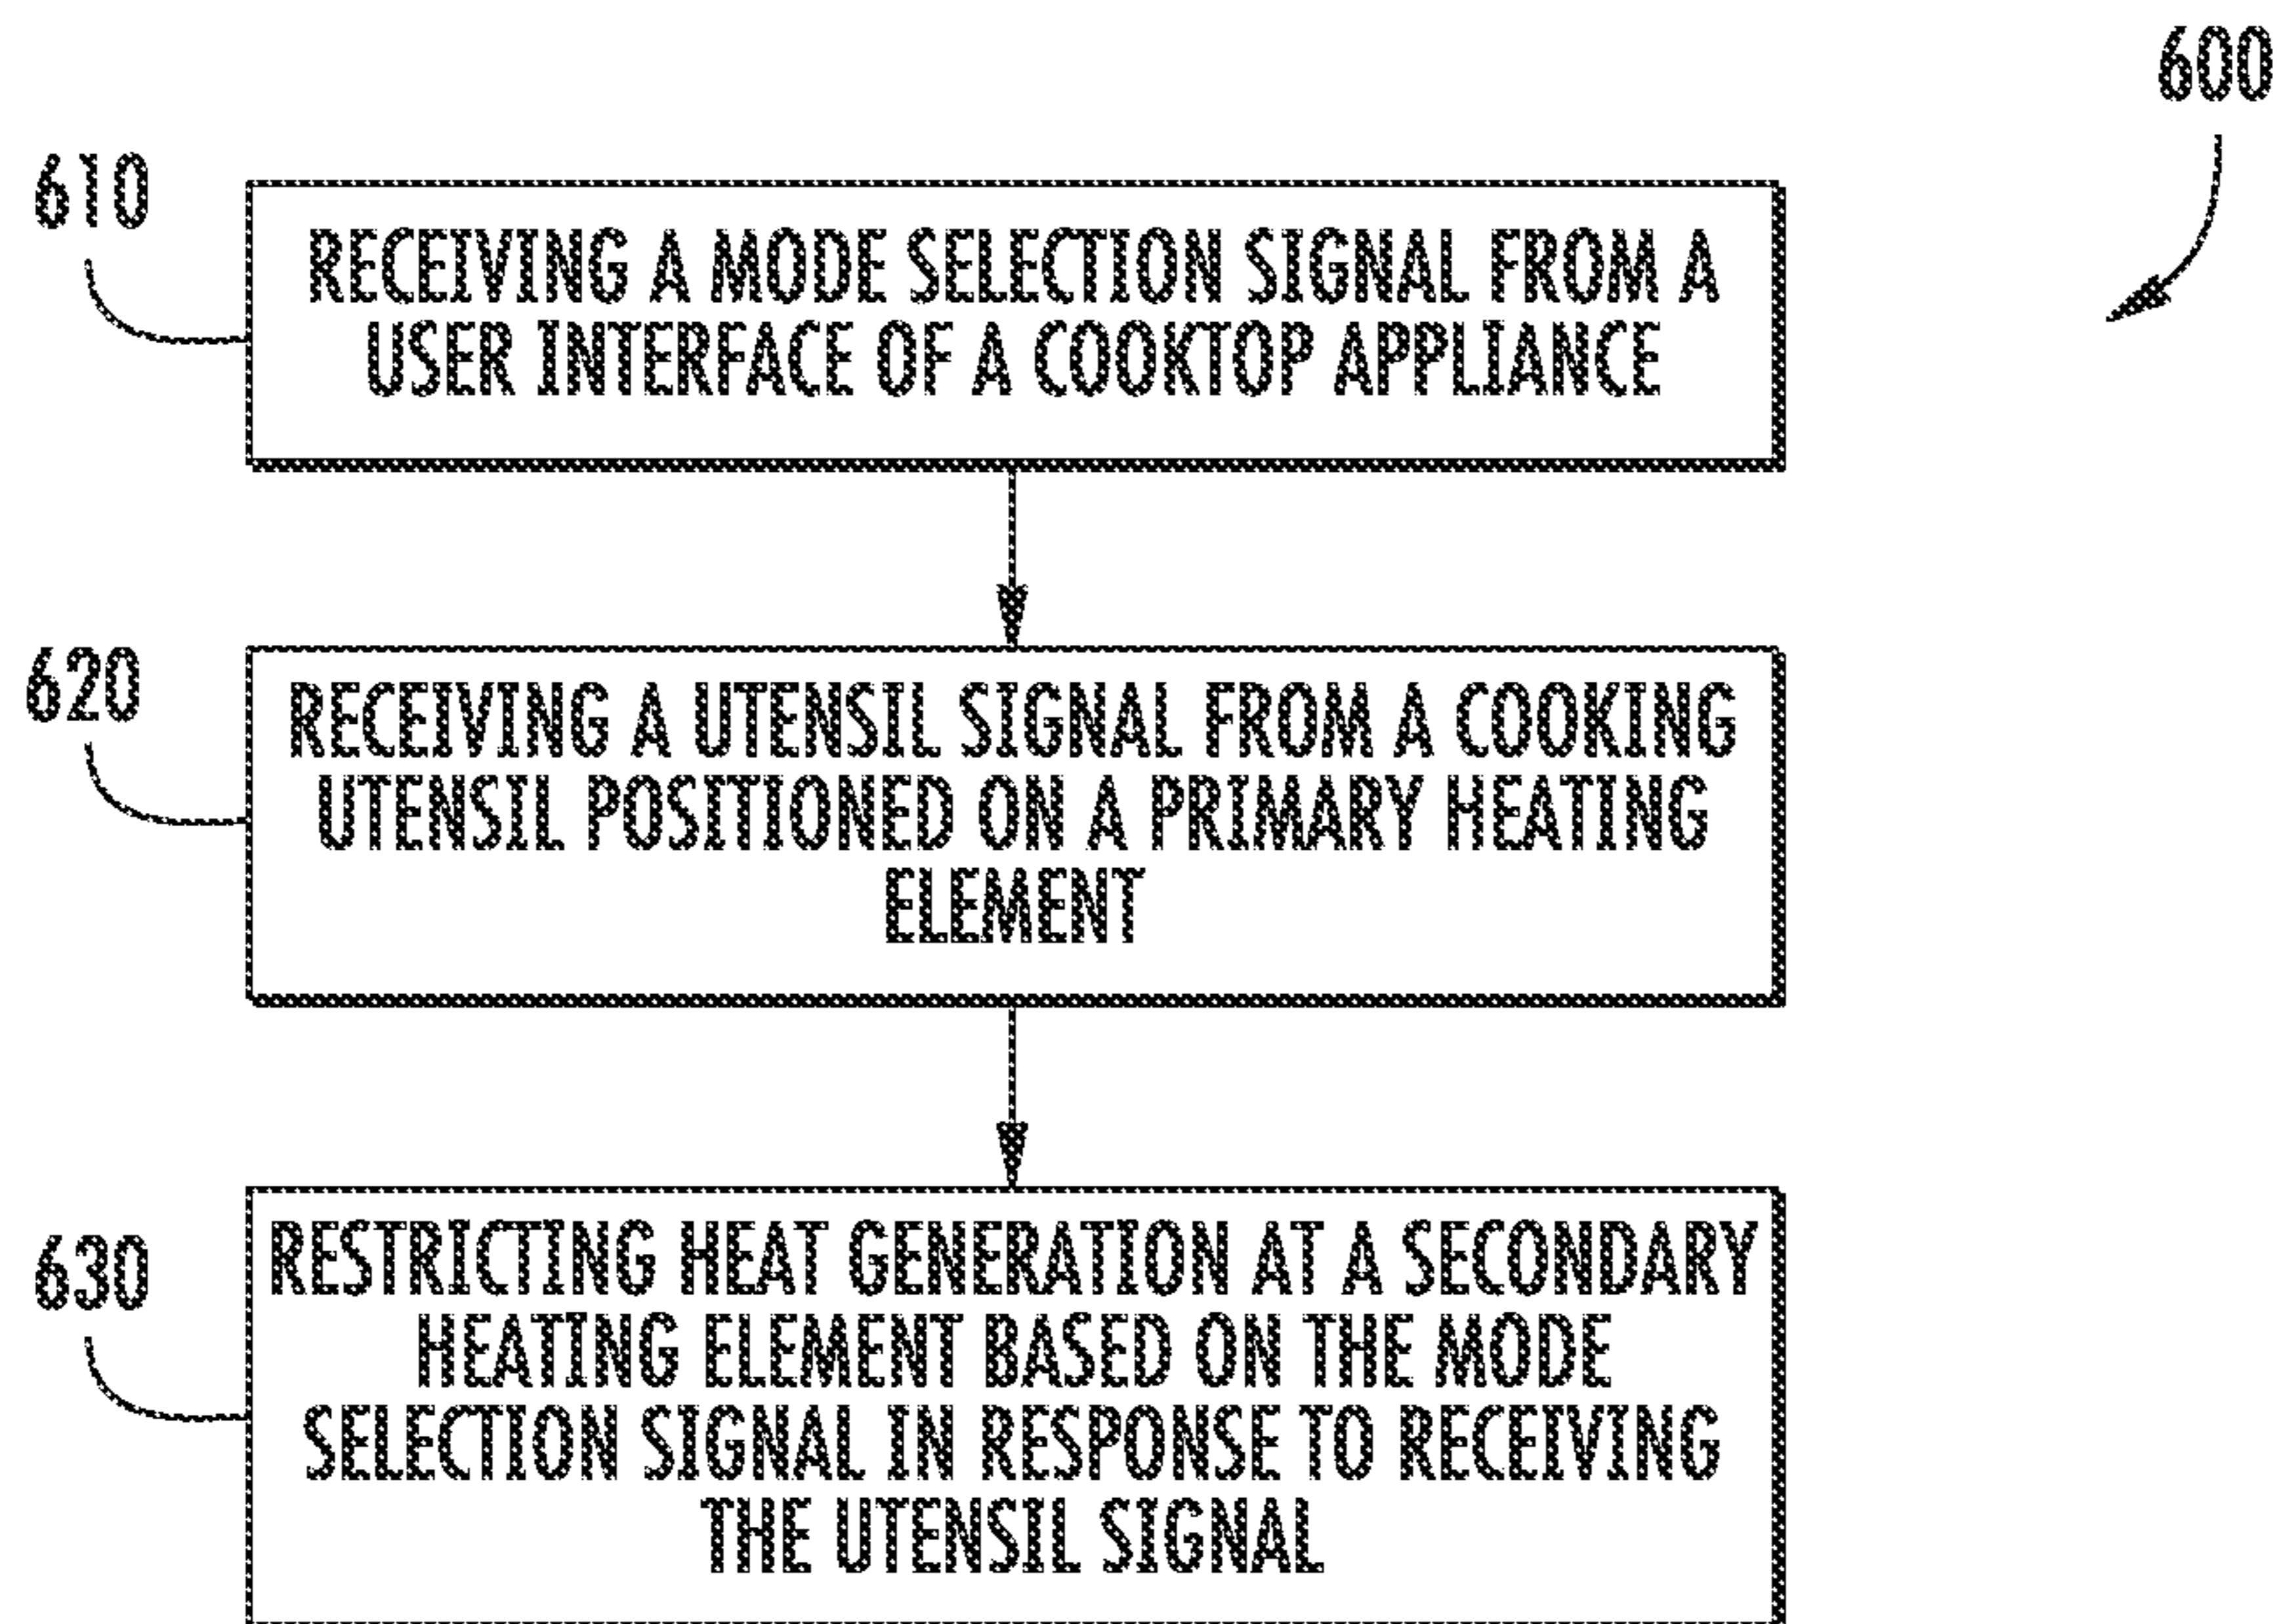 600
610
RECEIVING A MODE SELECTION SIGNAL FROM A
USER INTERFACE OF A COOKTOP APPLIANCE
620
RECEIVING A UTENSIL SIGNAL FROM A COOKING
UTENSIL POSITIONED ON A PRIMARY HEATING
ELEMENT
630
RESTRICTING HEAT GENERATION AT A SECONDARY
HEATING ELEMENT BASED ON THE MODE
SELECTION SIGNAL IN RESPONSE TO RECEIVING
THE UTENSIL SIGNAL